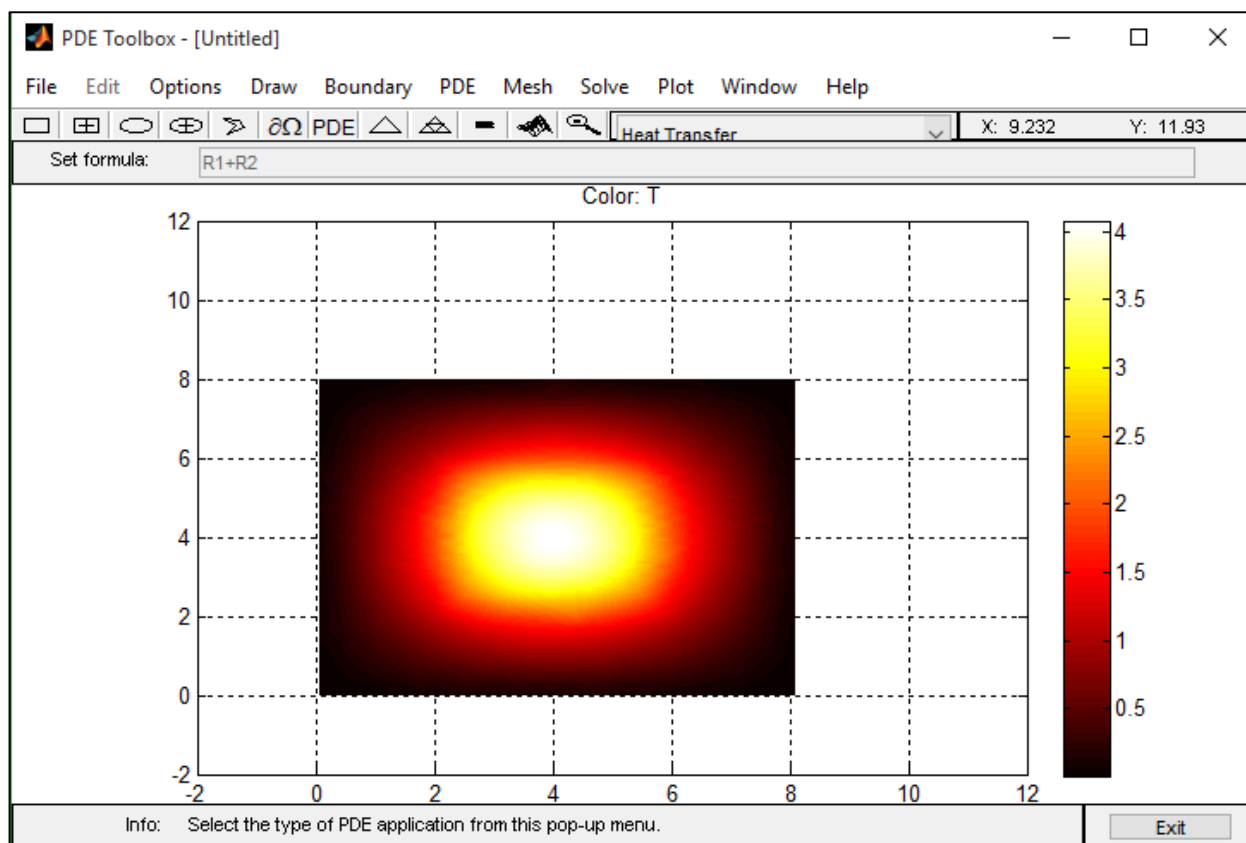 PDE Toolbox - [Untitled]
File Edit Options Draw Boundary PDE Mesh Solve Plot Window Help
∂Ω PDE Heat Transfer X: 9.232 Y: 11.93
Set formula: R1+R2
Color: T
12
10
8
6
4
2
0
-2
-2 0 2 4 6 8 10 12
4
3.5
3
2.5
2
1.5
1
0.5
Info: Select the type of PDE application from this pop-up menu. Exit